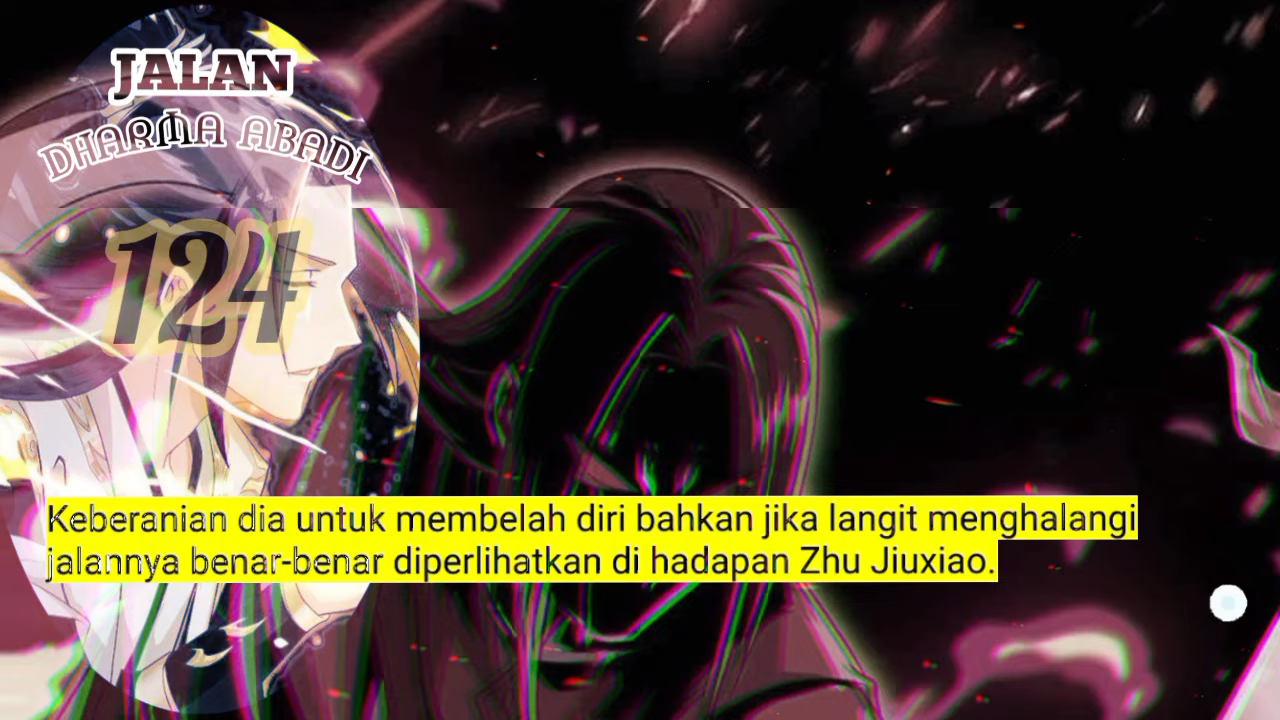 JALAN
DHARMA ABADI
124
Keberanian dia untuk membelah diri bahkan jika langit menghalangi
jalannya benar-benar diperlihatkan di hadapan Zhu Jiuxiao.